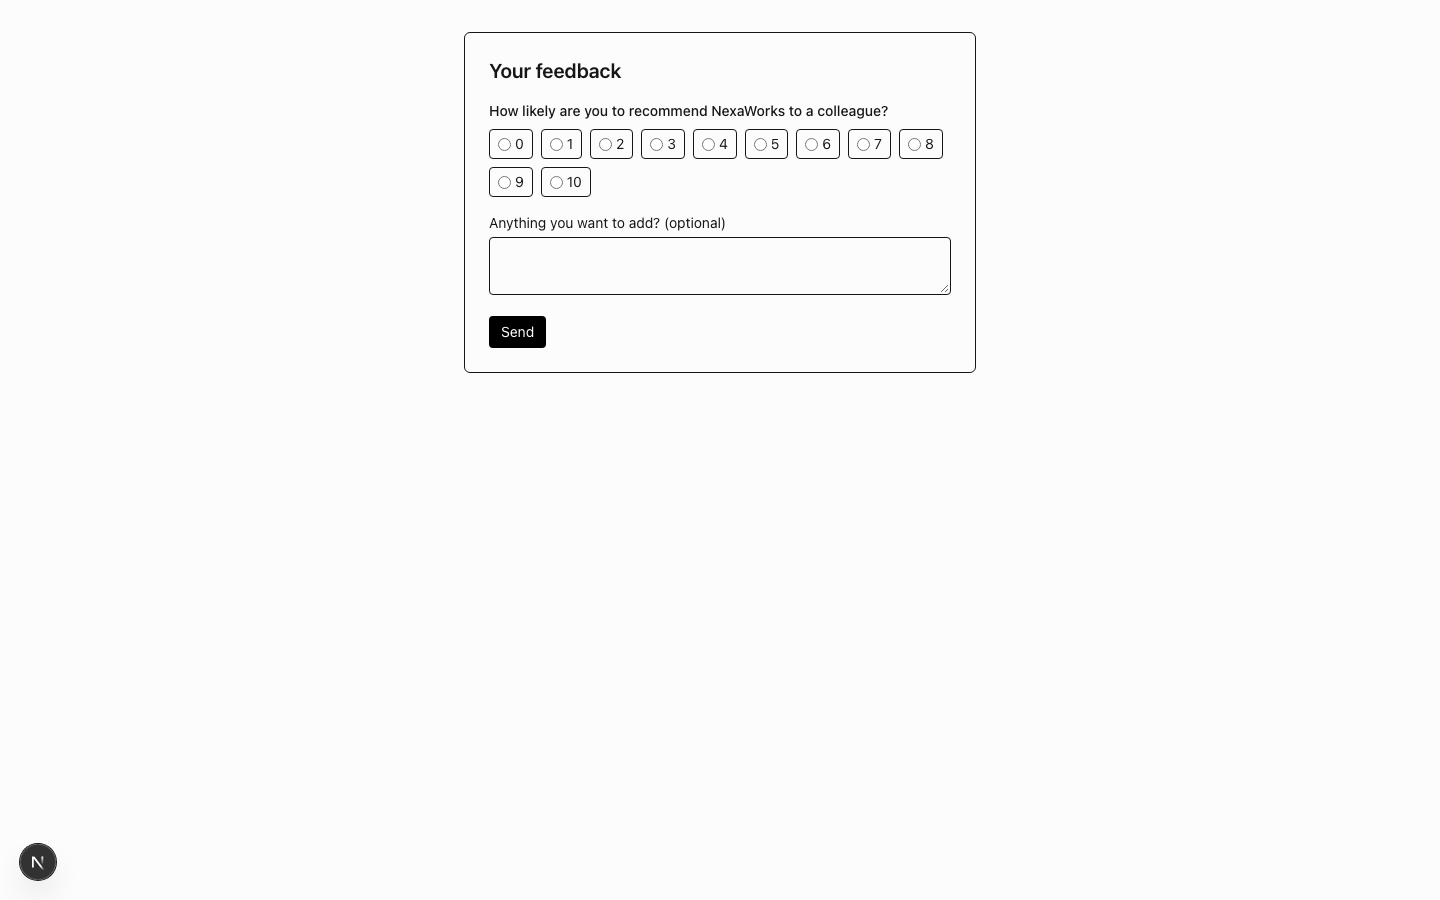 Your feedback
How likely are you to recommend NexaWorks to a colleague?
0 1 2 3 4 5 6 7 8
9 10
Anything you want to add? (optional)
Send
N